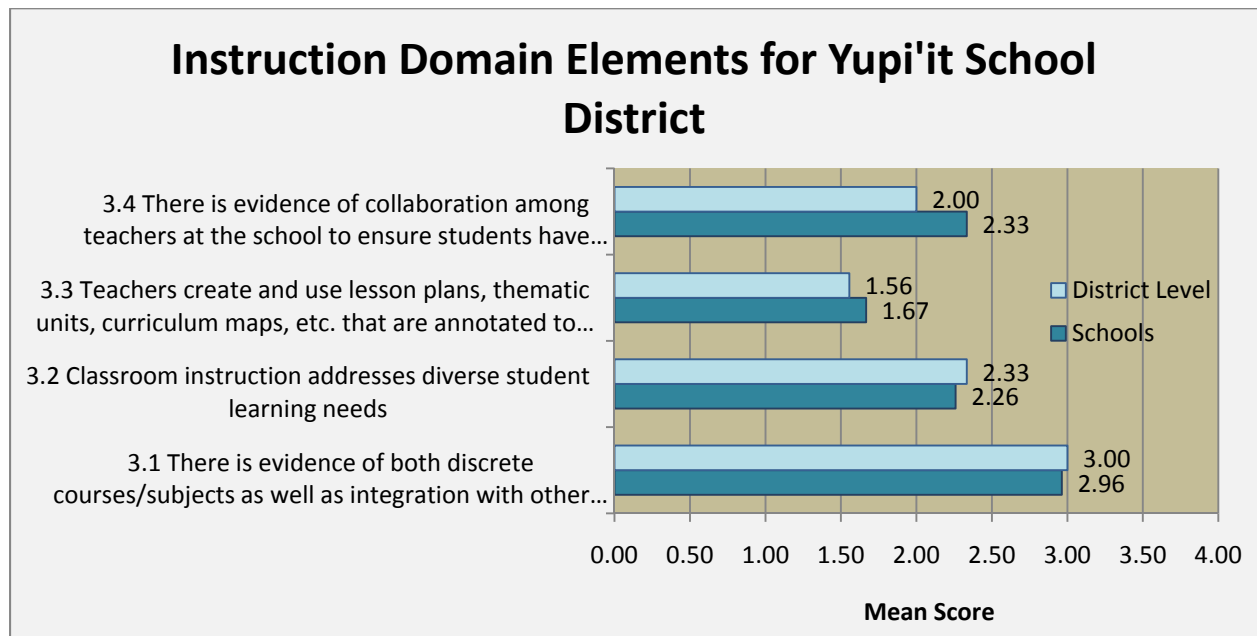 Instruction Domain Elements for Yupi'it School
District
3.4 There is evidence of collaboration among
teachers at the school to ensure students have…
2.00
2.33
3.3 Teachers create and use lesson plans, thematic
units, curriculum maps, etc. that are annotated to…
1.56
1.67
3.2 Classroom instruction addresses diverse student
learning needs
2.33
2.26
3.1 There is evidence of both discrete
courses/subjects as well as integration with other…
3.00
2.96
District Level
Schools
0.00 0.50 1.00 1.50 2.00 2.50 3.00 3.50 4.00
Mean Score